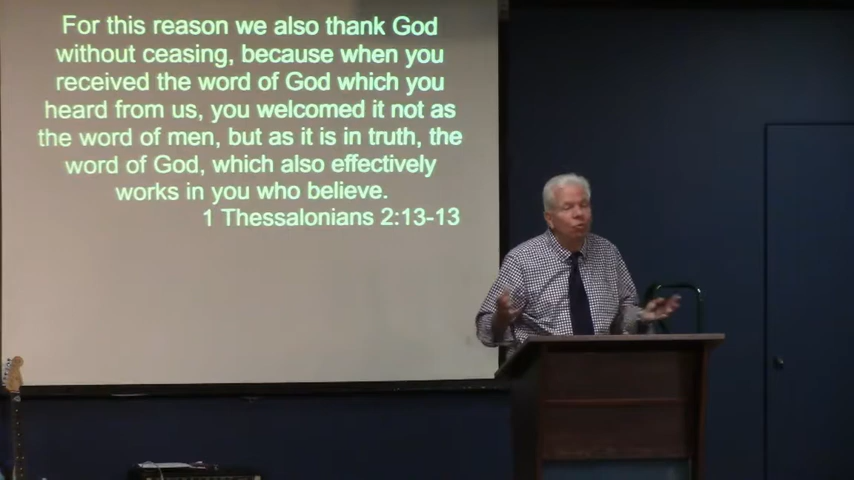 For this reason we also thank God
without ceasing, because when you
received the word of God which you
heard from us, you welcomed it not as
the word of men, but as it is in truth, the
word of God, which also effectively
works in you who believe.
1 Thessalonians 2:13-13